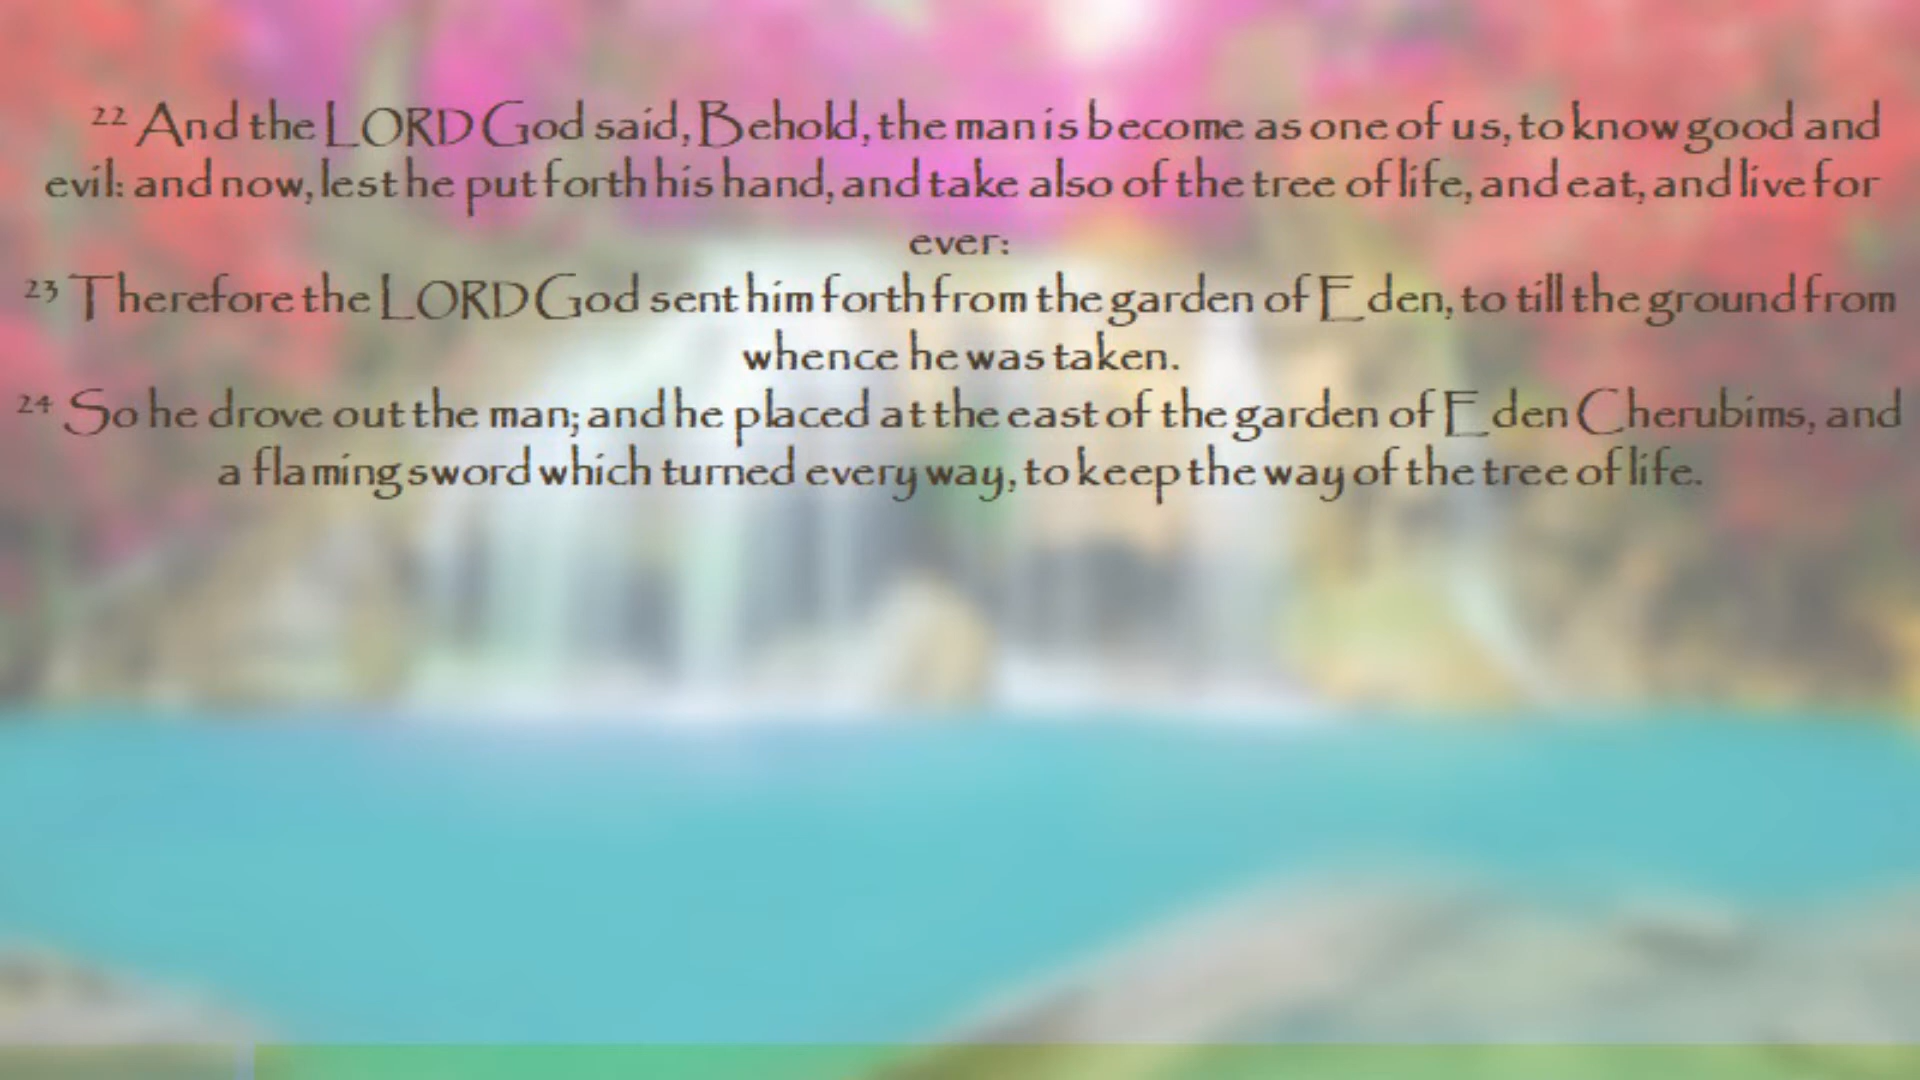 22 And the LORD God said, Behold, the man is become as one of us, to know good and
evil: and now, lest he put forth his hand, and take also of the tree of life, and eat, and live for
ever:
23 Therefore the LORD God sent him forth from the garden of Eden, to till the ground from
whence he was taken.
24 So he drove out the man; and he placed at the east of the garden of Eden Cherubims, and
a flaming sword which turned every way, to keep the way of the tree of life.